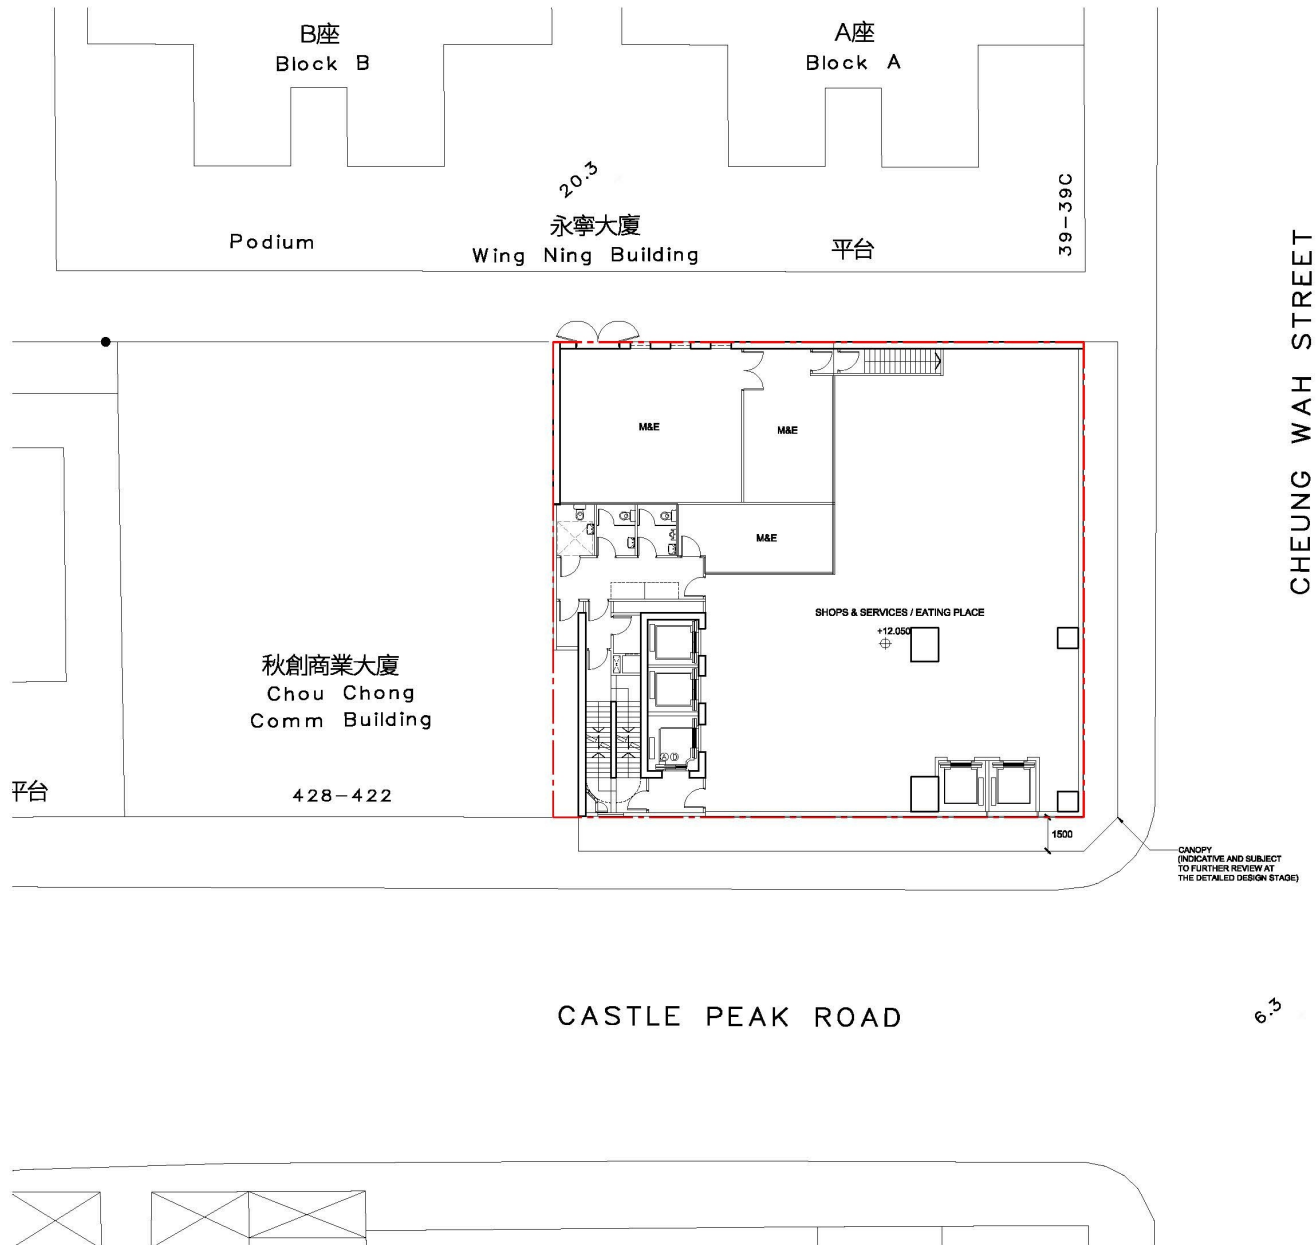 B座
Block B
A座
Block A
20.3
永寧大廈
Wing Ning Building
Podium
平台
39-39C
CHEUNG WAH STREET
M&E
M&E
M&E
SHOPS & SERVICES / EATING PLACE
+12.050
秋創商業大廈
Chou Chong
Comm Building
428-422
平台
1500
CANOPY
(INDICATIVE AND SUBJECT
TO FURTHER REVIEW AT
THE DETAILED DESIGN STAGE)
CASTLE PEAK ROAD
6.3